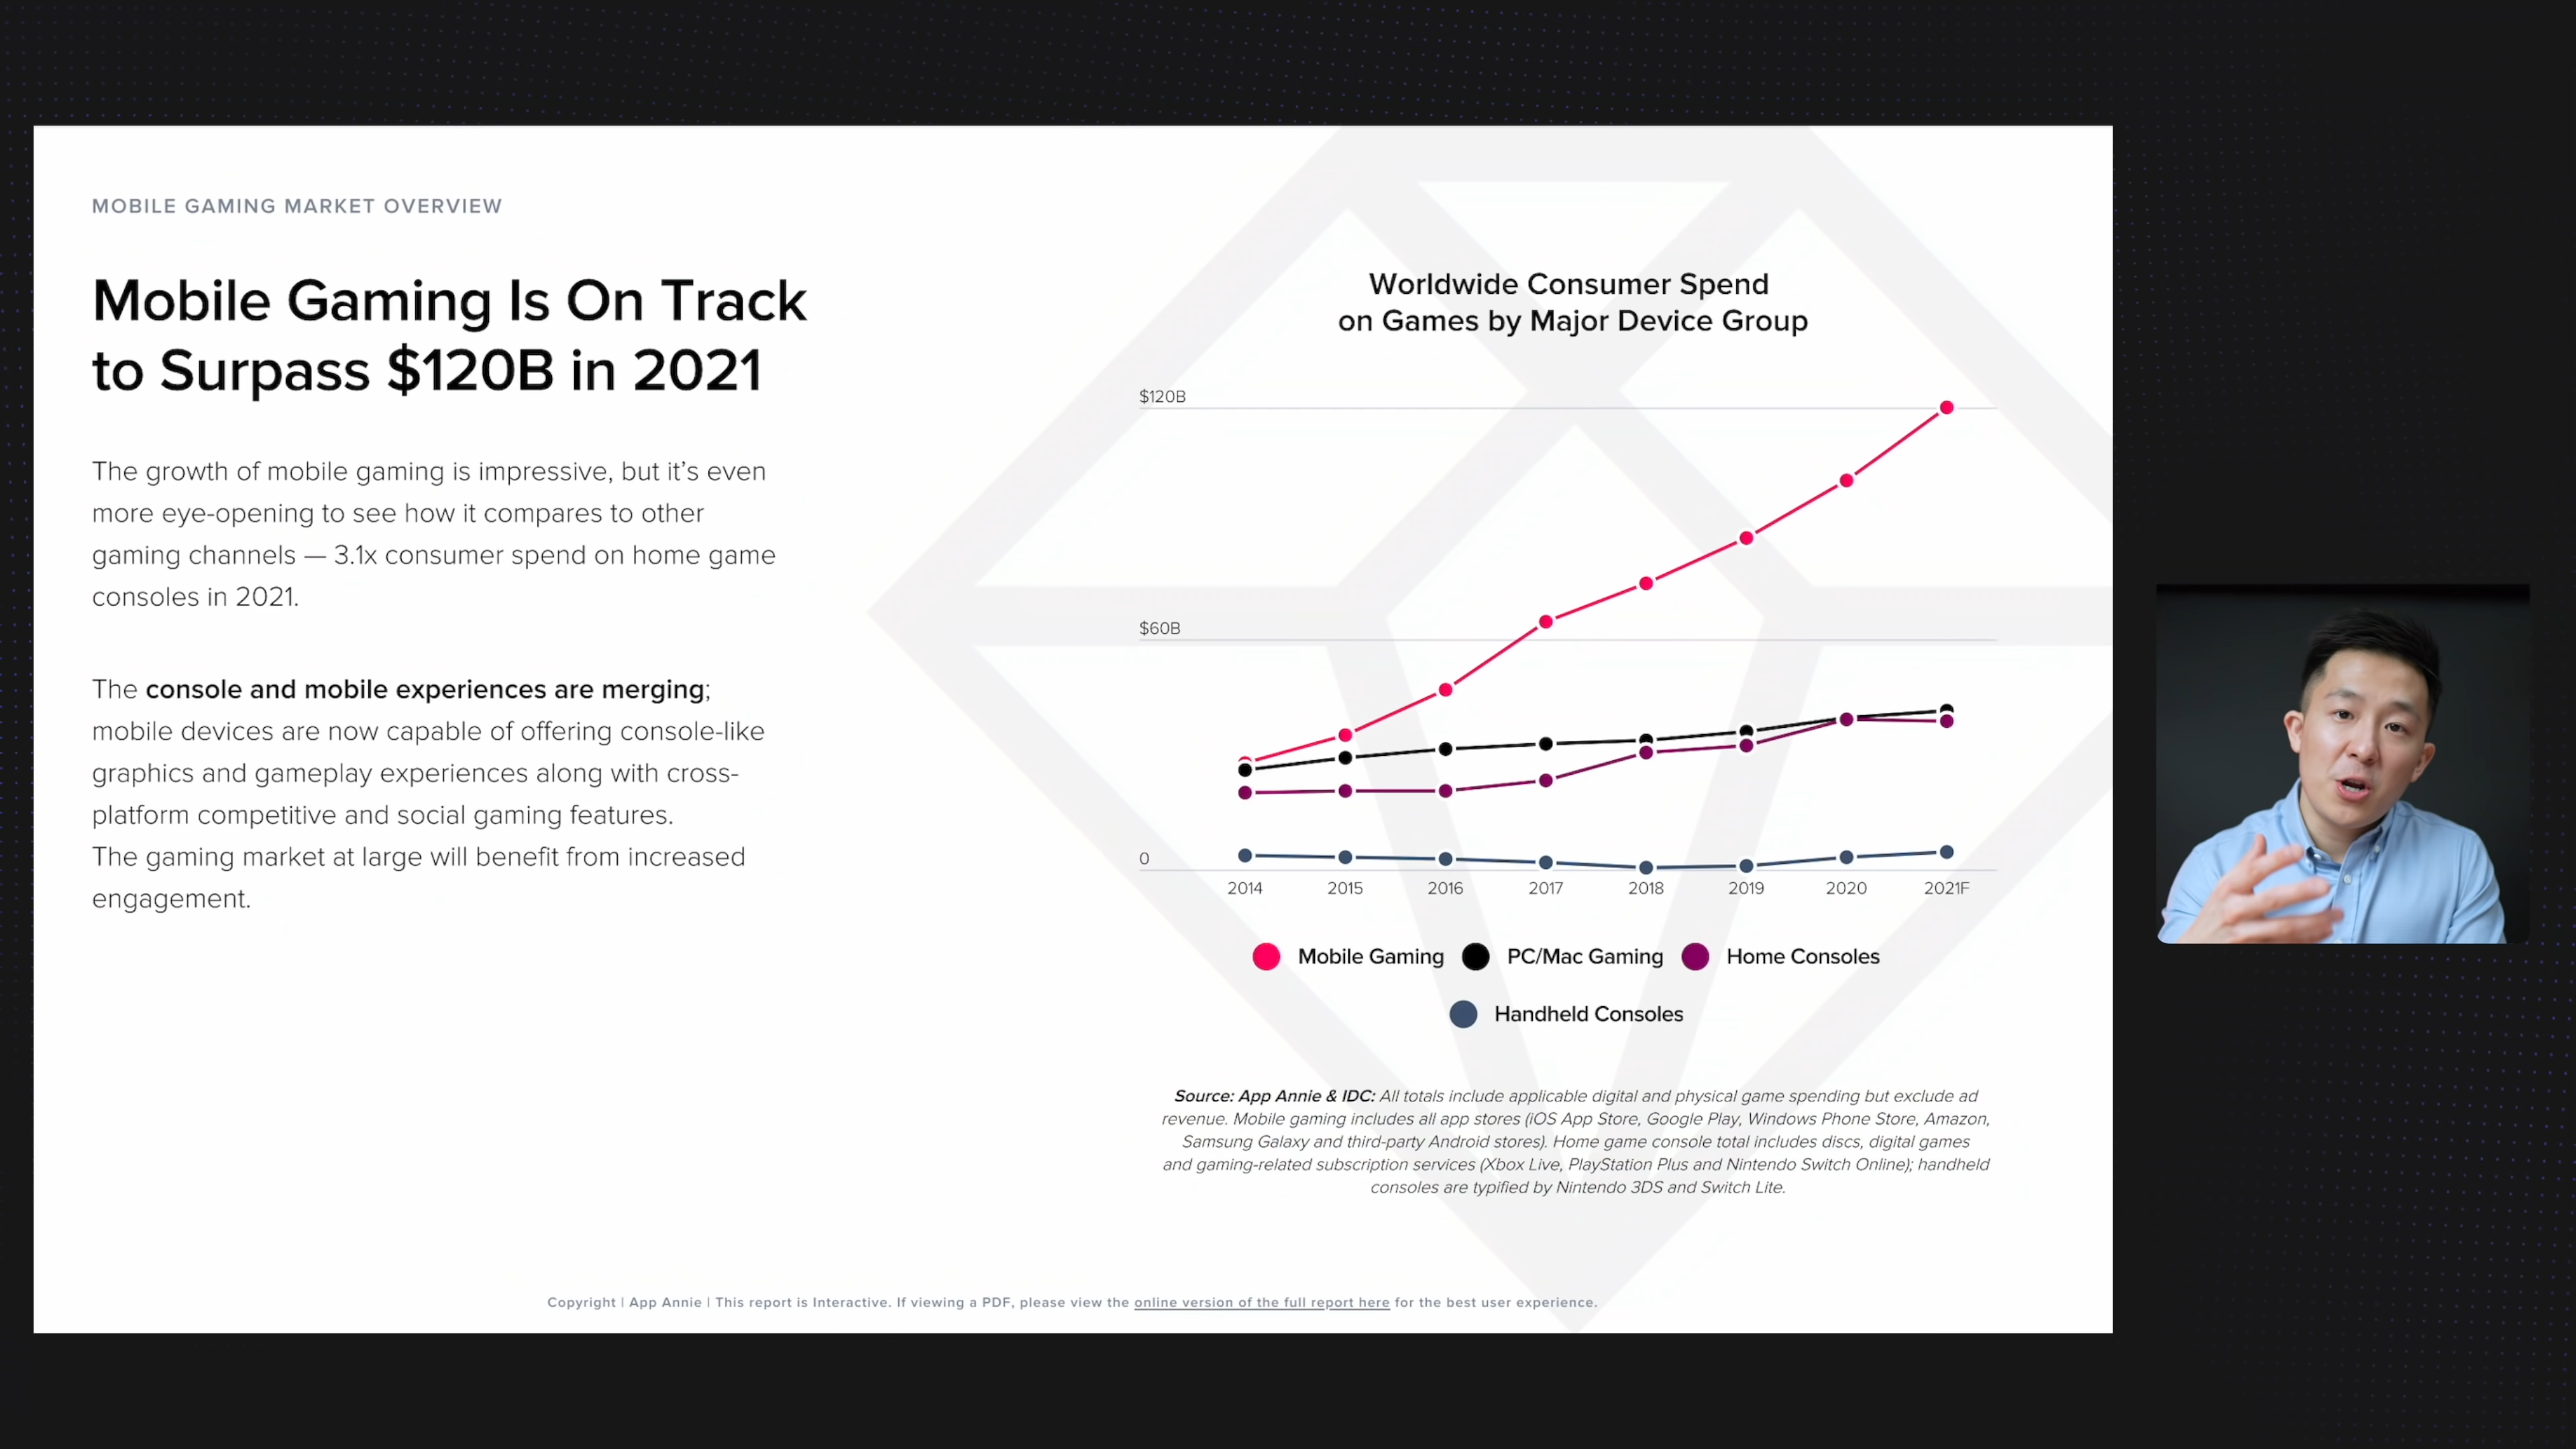 MOBILE GAMING MARKET OVERVIEW
Mobile Gaming Is On Track
to Surpass $120B in 2021
The growth of mobile gaming is impressive, but it’s even
more eye-opening to see how it compares to other
gaming channels — 3.1x consumer spend on home game
consoles in 2021.
The console and mobile experiences are merging;
mobile devices are now capable of offering console-like
graphics and gameplay experiences along with cross-
platform competitive and social gaming features.
The gaming market at large will benefit from increased
engagement.
Worldwide Consumer Spend
on Games by Major Device Group
$120B
$60B
0
2014 2015 2016 2017 2018 2019 2020 2021F
Mobile Gaming PC/Mac Gaming Home Consoles
Handheld Consoles
Source: App Annie & IDC: All totals include applicable digital and physical game spending but exclude ad
revenue. Mobile gaming includes all app stores (iOS App Store, Google Play, Windows Phone Store, Amazon,
Samsung Galaxy and third-party Android stores). Home game console total includes discs, digital games
and gaming-related subscription services (Xbox Live, PlayStation Plus and Nintendo Switch Online); handheld
consoles are typified by Nintendo 3DS and Switch Lite.
Copyright | App Annie | This report is Interactive. If viewing a PDF, please view the online version of the full report here for the best user experience.